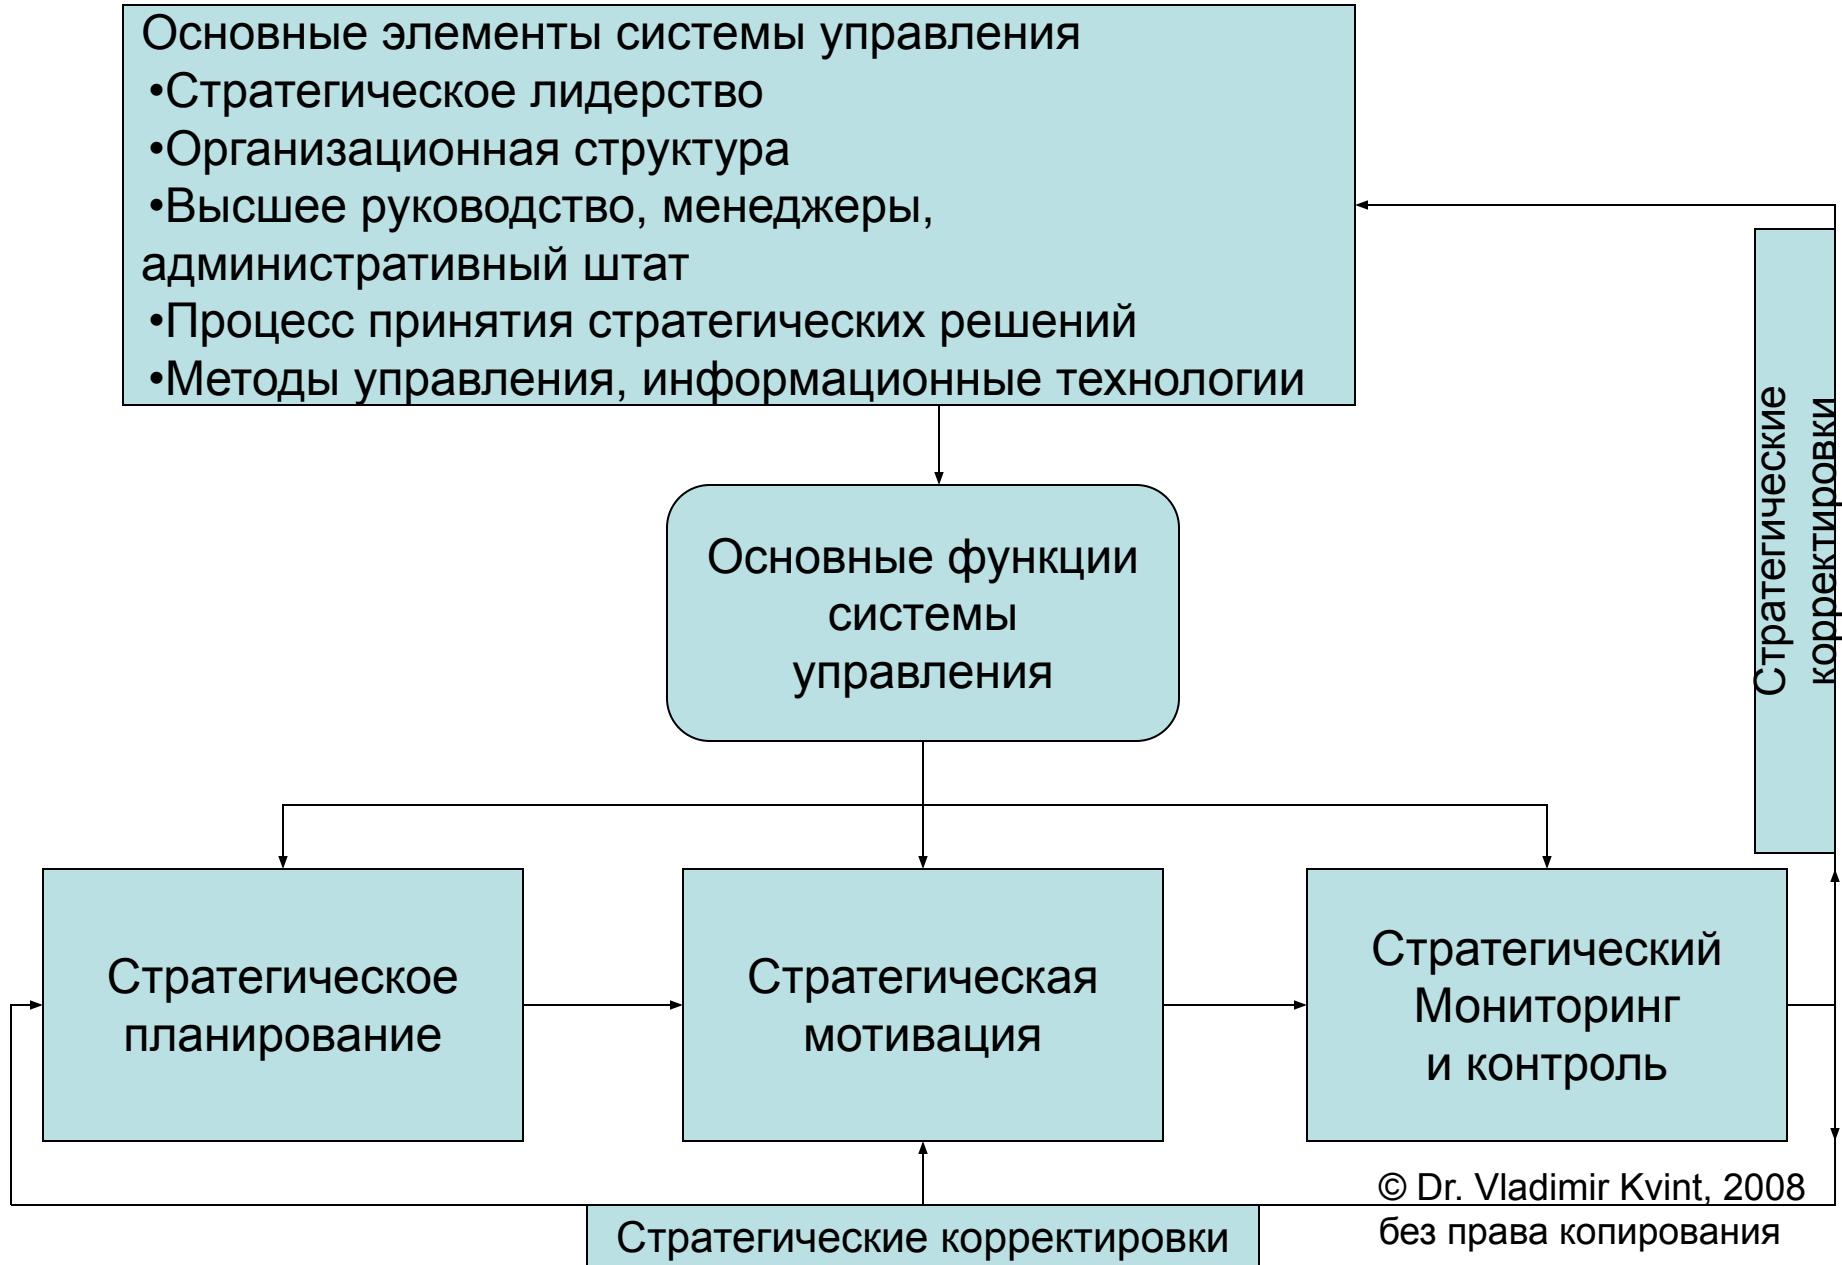 Основные элементы системы управления
•Стратегическое лидерство
•Организационная структура
•Высшее руководство, менеджеры,
административный штат
•Процесс принятия стратегических решений
•Методы управления, информационные технологии
Стратегические
корректировки
Основные функции
системы
управления
Стратегическое
планирование
Стратегическая
мотивация
Стратегический
Мониторинг
и контроль
Стратегические корректировки
© Dr. Vladimir Kvint, 2008
без права копирования